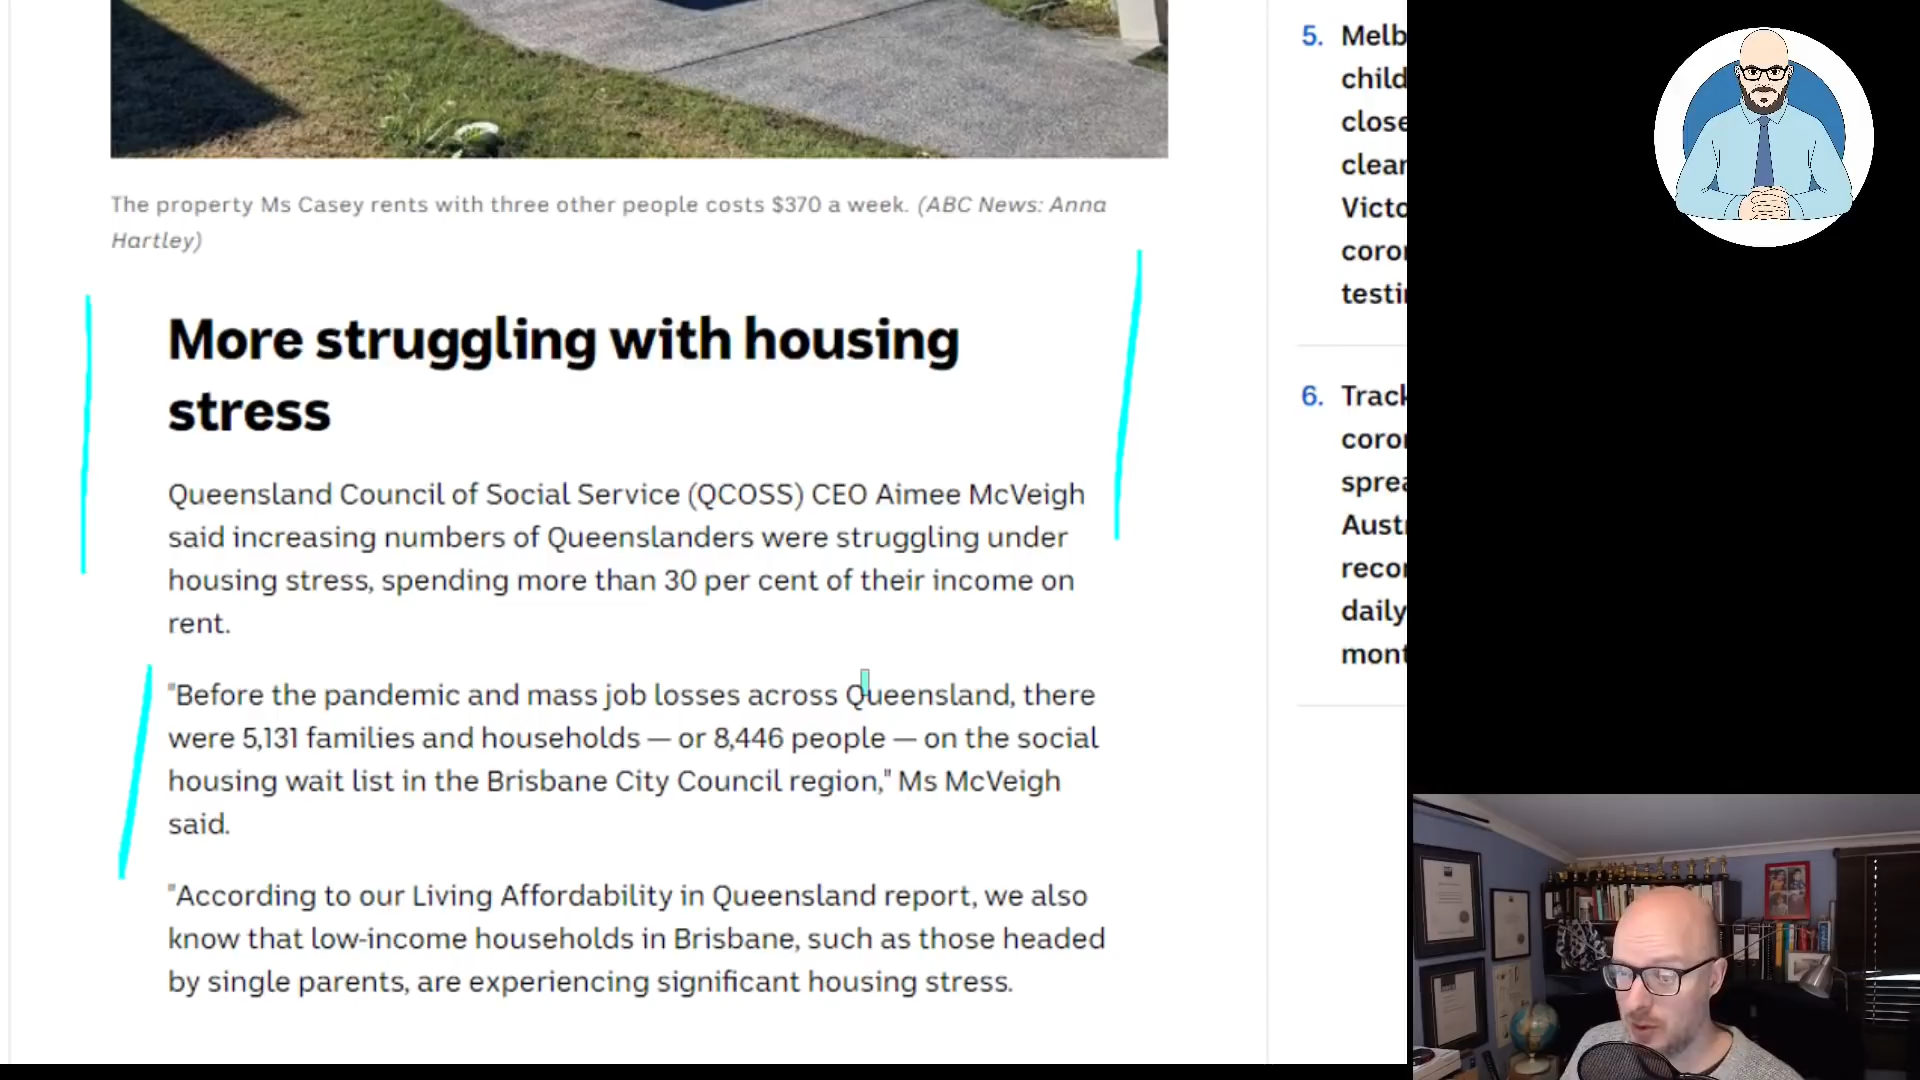 The property Ms Casey rents with three other people costs $370 a week. (ABC News: Anna
Hartley)
More struggling with housing
stress
Queensland Council of Social Service (QCOSS) CEO Aimee McVeigh
said increasing numbers of Queenslanders were struggling under
housing stress, spending more than 30 per cent of their income on
rent.
"Before the pandemic and mass job losses across Queensland, there
were 5,131 families and households — or 8,446 people — on the social
housing wait list in the Brisbane City Council region," Ms McVeigh
said.
"According to our Living Affordability in Queensland report, we also
know that low-income households in Brisbane, such as those headed
by single parents, are experiencing significant housing stress.
5. Melb
child
close
clear
Victo
coro
testi
6. Track
coro
sprea
Aust
reco
daily
mont